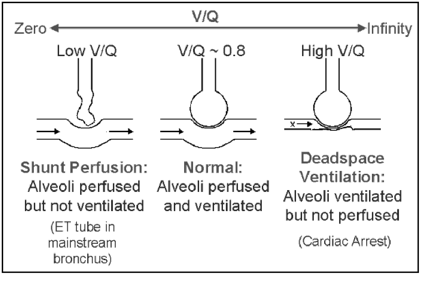 V/Q
Zero Infinity
Low V/Q V/Q ~ 0.8 High V/Q
x
Shunt Perfusion:
Alveoli perfused
but not ventilated
(ET tube in
mainstream
bronchus)
Normal:
Alveoli perfused
and ventilated
Deadspace
Ventilation:
Alveoli ventilated
but not perfused
(Cardiac Arrest)